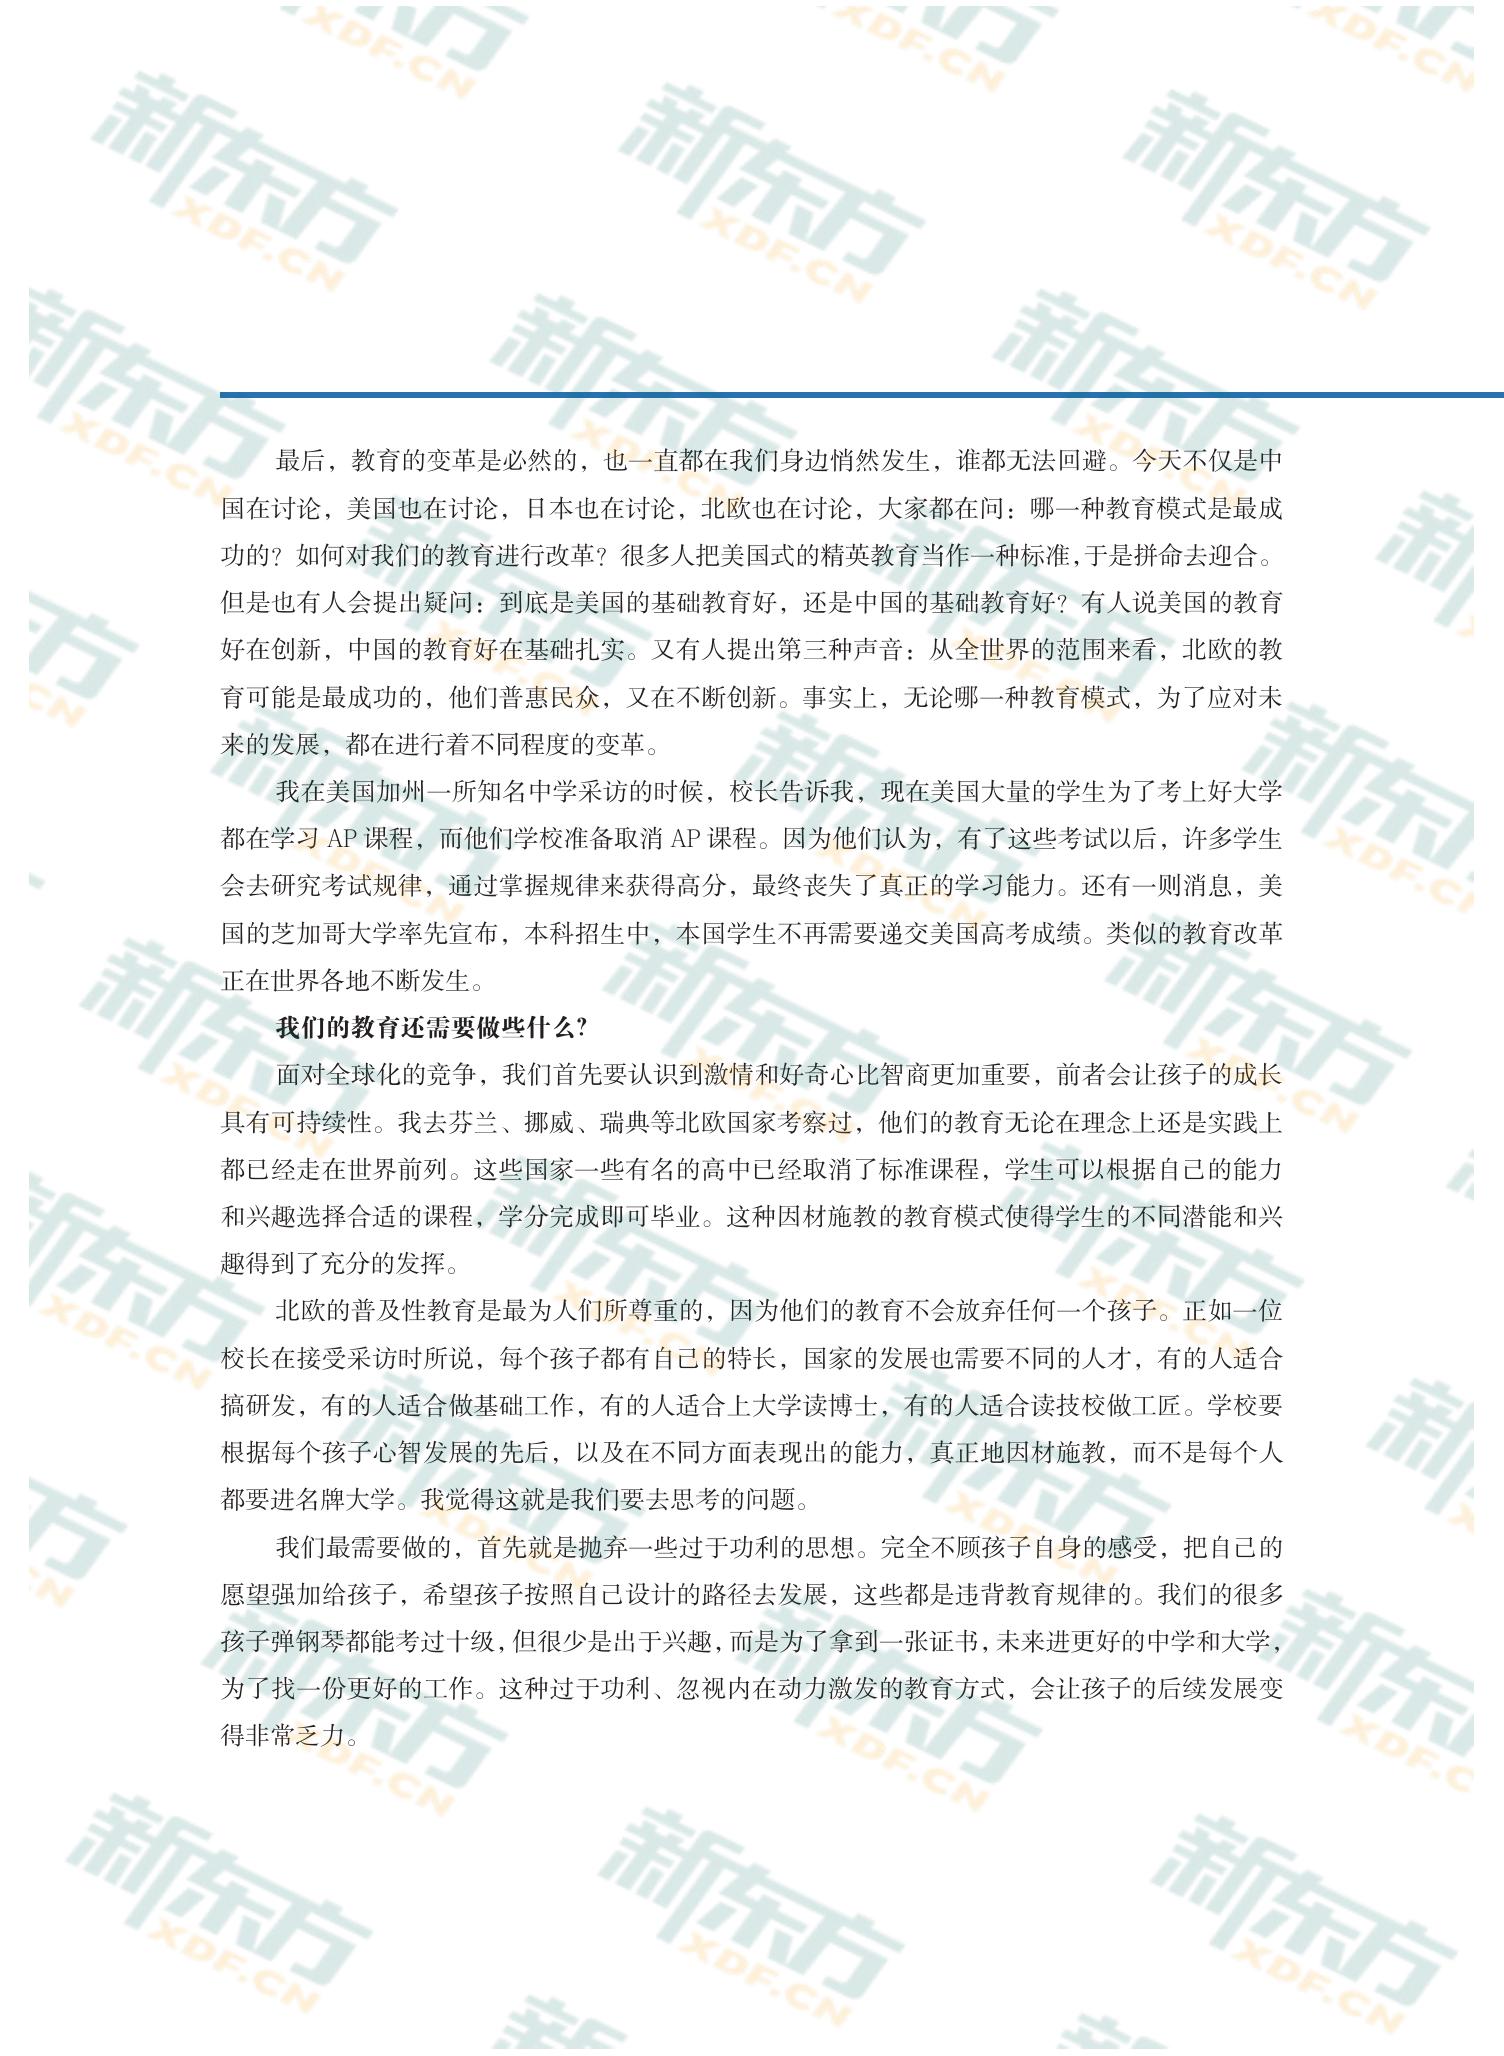 最后，教育的变革是必然的，也一直都在我们身边悄然发生，谁都无法回避。今天不仅是中
国在讨论，美国也在讨论，日本也在讨论，北欧也在讨论，大家都在问：哪一种教育模式是最成
功的？如何对我们的教育进行改革？很多人把美国式的精英教育当作一种标准，于是拼命去迎合。
但是也有人会提出疑问：到底是美国的基础教育好，还是中国的基础教育好？有人说美国的教育
好在创新，中国的教育好在基础扎实。又有人提出第三种声音：从全世界的范围来看，北欧的教
育可能是最成功的，他们普惠民众，又在不断创新。事实上，无论哪一种教育模式，为了应对未
来的发展，都在进行着不同程度的变革。
我在美国加州一所知名中学采访的时候，校长告诉我，现在美国大量的学生为了考上好大学
都在学习 AP 课程，而他们学校准备取消 AP 课程。因为他们认为，有了这些考试以后，许多学生
会去研究考试规律，通过掌握规律来获得高分，最终丧失了真正的学习能力。还有一则消息，美
国的芝加哥大学率先宣布，本科招生中，本国学生不再需要递交美国高考成绩。类似的教育改革
正在世界各地不断发生。
我们的教育还需要做些什么？
面对全球化的竞争，我们首先要认识到激情和好奇心比智商更加重要，前者会让孩子的成长
具有可持续性。我去芬兰、挪威、瑞典等北欧国家考察过，他们的教育无论在理念上还是实践上
都已经走在世界前列。这些国家一些有名的高中已经取消了标准课程，学生可以根据自己的能力
和兴趣选择合适的课程，学分完成即可毕业。这种因材施教的教育模式使得学生的不同潜能和兴
趣得到了充分的发挥。
北欧的普及性教育是最为人们所尊重的，因为他们的教育不会放弃任何一个孩子。正如一位
校长在接受采访时所说，每个孩子都有自己的特长，国家的发展也需要不同的人才，有的人适合
搞研发，有的人适合做基础工作，有的人适合上大学读博士，有的人适合读技校做工匠。学校要
根据每个孩子心智发展的先后，以及在不同方面表现出的能力，真正地因材施教，而不是每个人
都要进名牌大学。我觉得这就是我们要去思考的问题。
我们最需要做的，首先就是抛弃一些过于功利的思想。完全不顾孩子自身的感受，把自己的
愿望强加给孩子，希望孩子按照自己设计的路径去发展，这些都是违背教育规律的。我们的很多
孩子弹钢琴都能考过十级，但很少是出于兴趣，而是为了拿到一张证书，未来进更好的中学和大学，
为了找一份更好的工作。这种过于功利、忽视内在动力激发的教育方式，会让孩子的后续发展变
得非常乏力。
新东方
XDF.CN